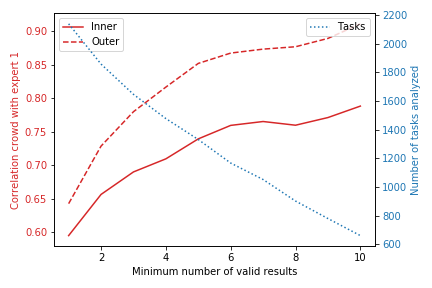 Inner
Outer
Tasks
Correlation crowd with expert 1
0.90
0.85
0.80
0.75
0.70
0.65
0.60
2200
2000
1800
1600
1400
1200
1000
800
600
Number of tasks analyzed
2 4 6 8 10
Minimum number of valid results